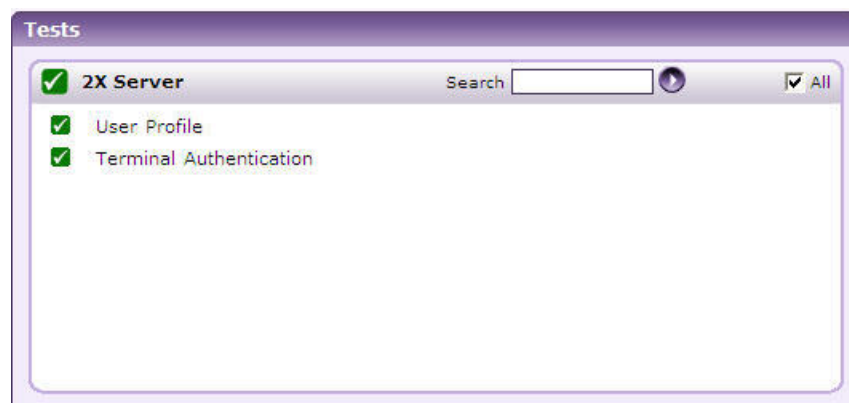 Tests
2X Server Search All
User Profile
Terminal Authentication